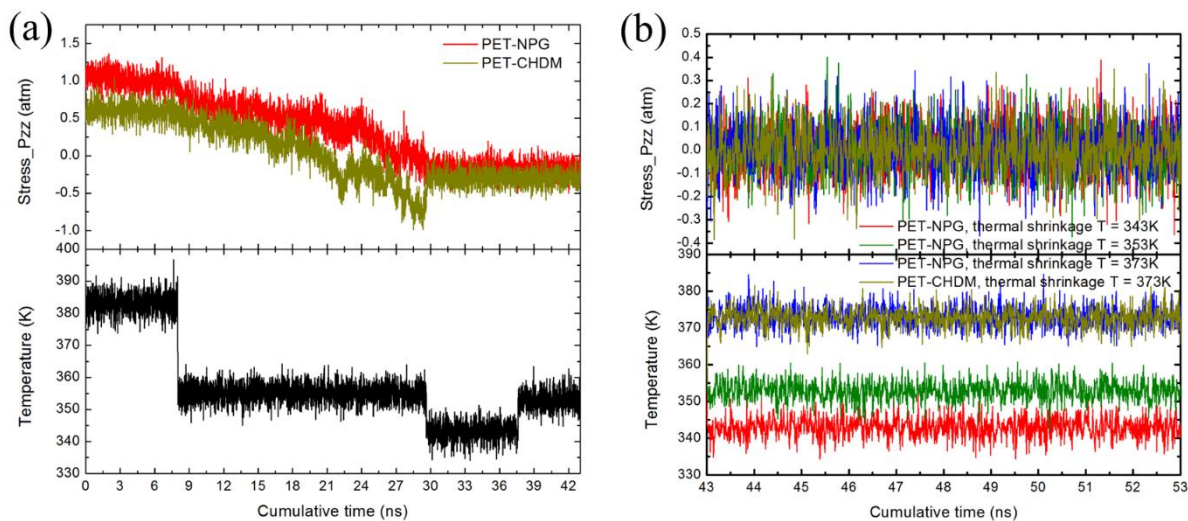 (a)
Stress_Pzz (atm)
1.5
1.0
0.5
0.0
-0.5
-1.0
PET-NPG
PET-CHDM
Temperature (K)
400
390
380
370
360
350
340
330
0 3 6 9 12 15 18 21 24 27 30 33 36 39 42
Cumulative time (ns)
(b)
Stress_Pzz (atm)
0.5
0.4
0.3
0.2
0.1
0.0
-0.1
-0.2
-0.3
-0.4
PET-NPG, thermal shrinkage T = 343K
PET-NPG, thermal shrinkage T = 353K
PET-NPG, thermal shrinkage T = 373K
PET-CHDM, thermal shrinkage T = 373K
Temperature (K)
390
380
370
360
350
340
330
43 44 45 46 47 48 49 50 51 52 53
Cumulative time (ns)